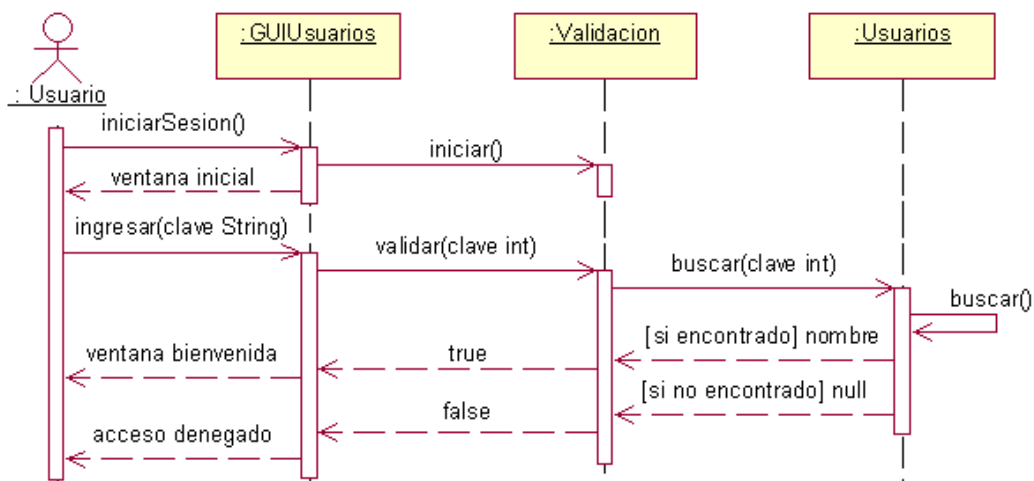 :GUIUsuarios
:Validacion
:Usuarios
: Usuario
iniciarSesion()
iniciar()
ventana inicial
ingresar(clave String)
validar(clave int)
buscar(clave int)
buscar()
[si encontrado] nombre
true
ventana bienvenida
[si no encontrado] null
false
acceso denegado